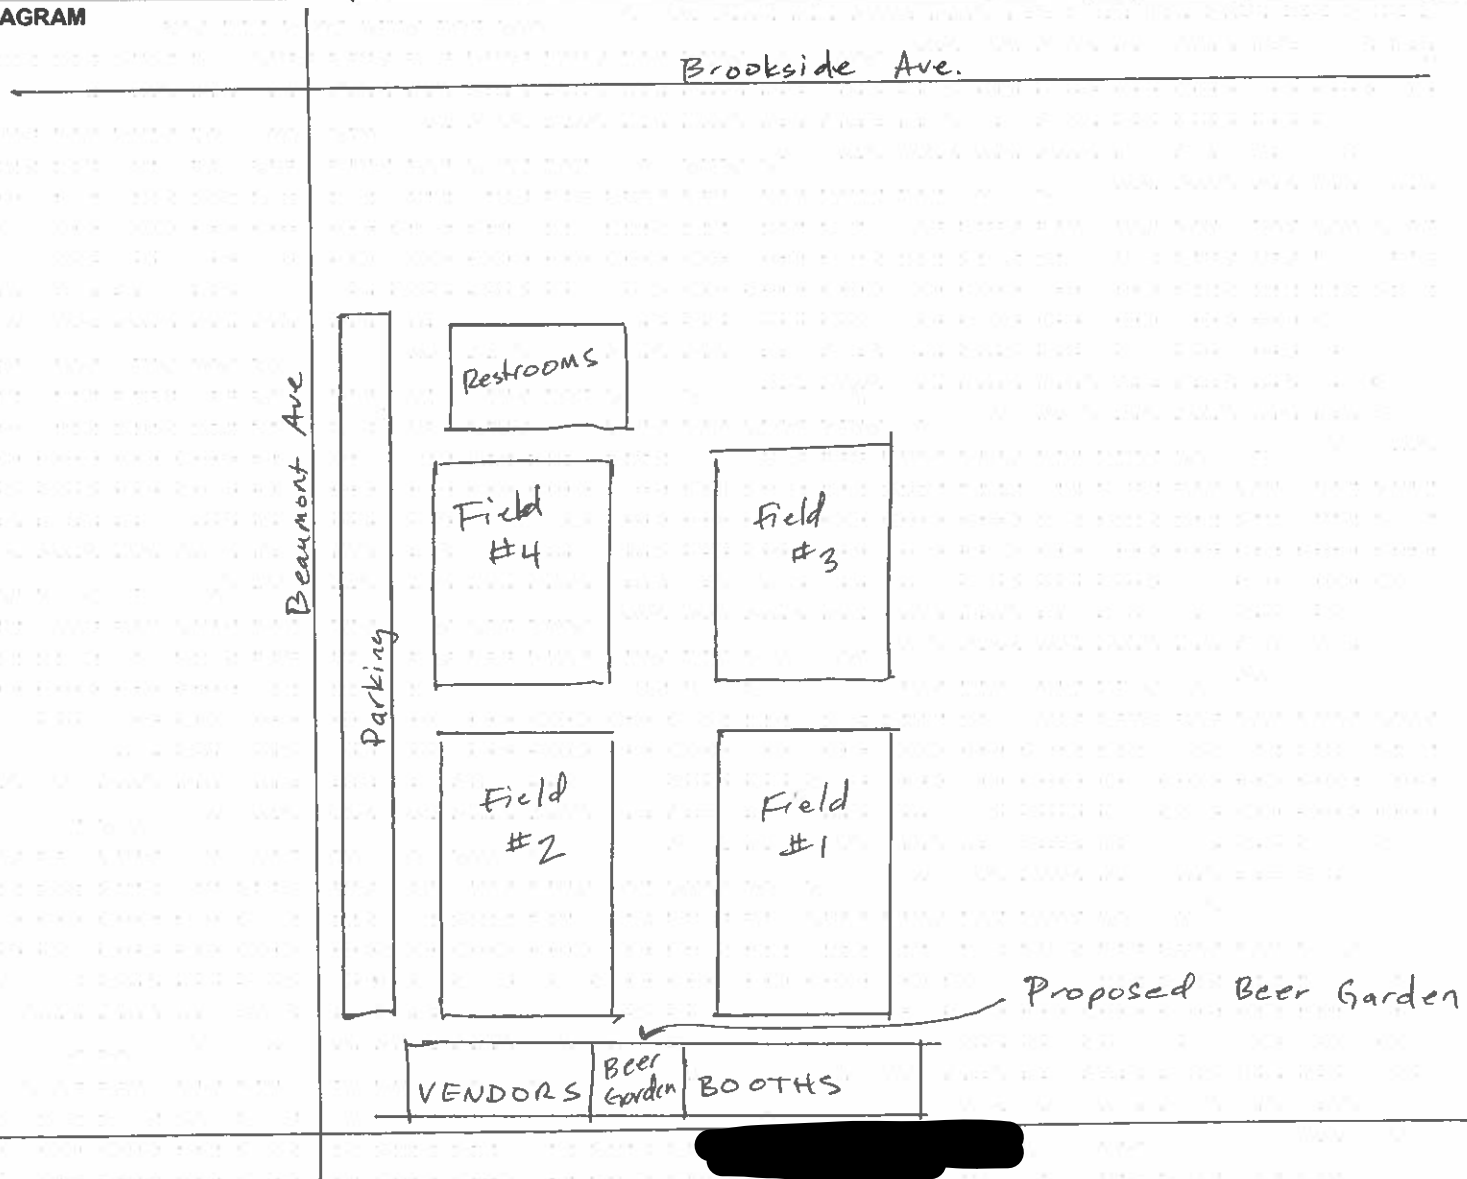 AGRAM
Brookside Ave.
Beaumont Ave
Parking
Restrooms
Field
#4
Field
#3
Field
#2
Field
#1
Proposed Beer Garden
VENDORS
Beer
Garden
BOOTHS